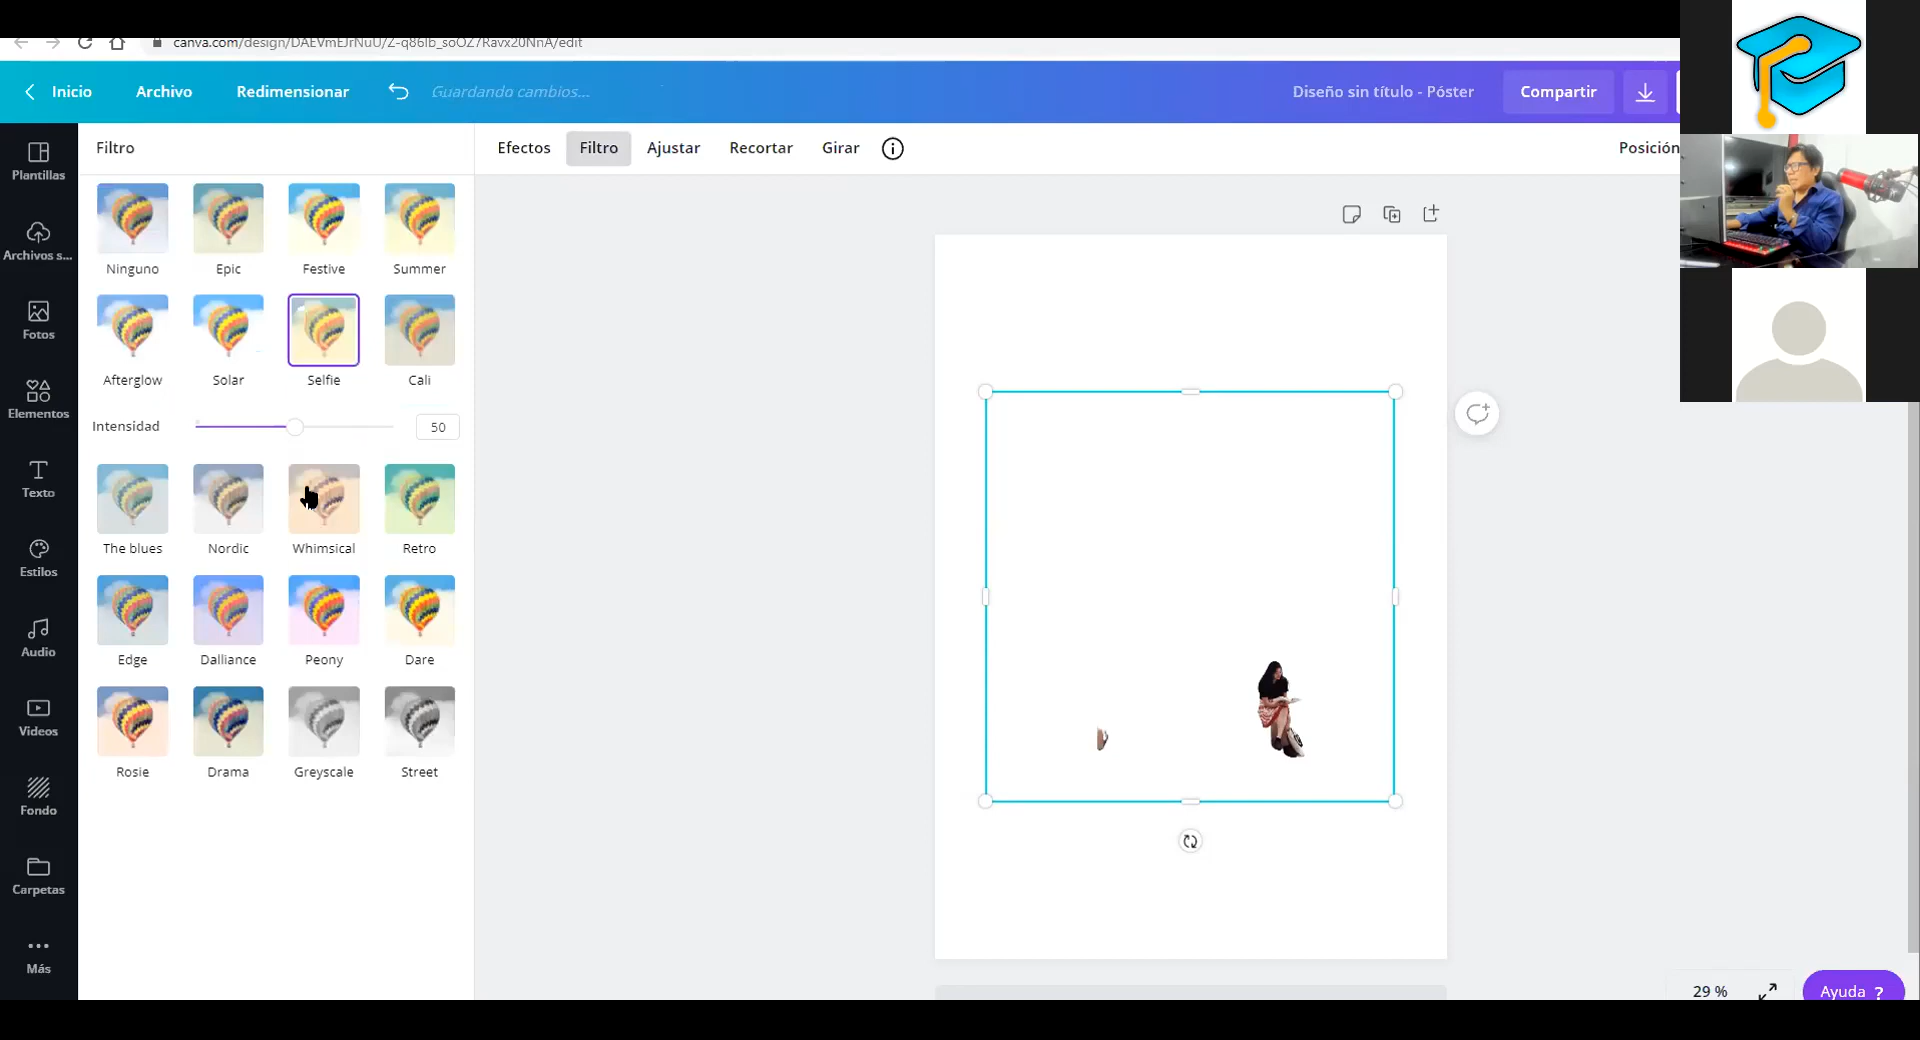 canva.com/design/DAEVmEJrNuU/Z-q86lb_soOZ7Ravx20NnA/edit
Inicio
Archivo
Redimensionar
Guardando cambios...
Diseño sin título - Póster
Compartir
Plantillas
Archivos s...
Fotos
Elementos
Texto
Estilos
Audio
Videos
Fondo
Carpetas
Más
Filtro
Efectos
Filtro
Ajustar
Recortar
Girar
Posición
Ninguno
Epic
Festive
Summer
Afterglow
Solar
Selfie
Cali
Intensidad
50
The blues
Nordic
Whimsical
Retro
Edge
Dalliance
Peony
Dare
Rosie
Drama
Greyscale
Street
29 %
Ayuda ?